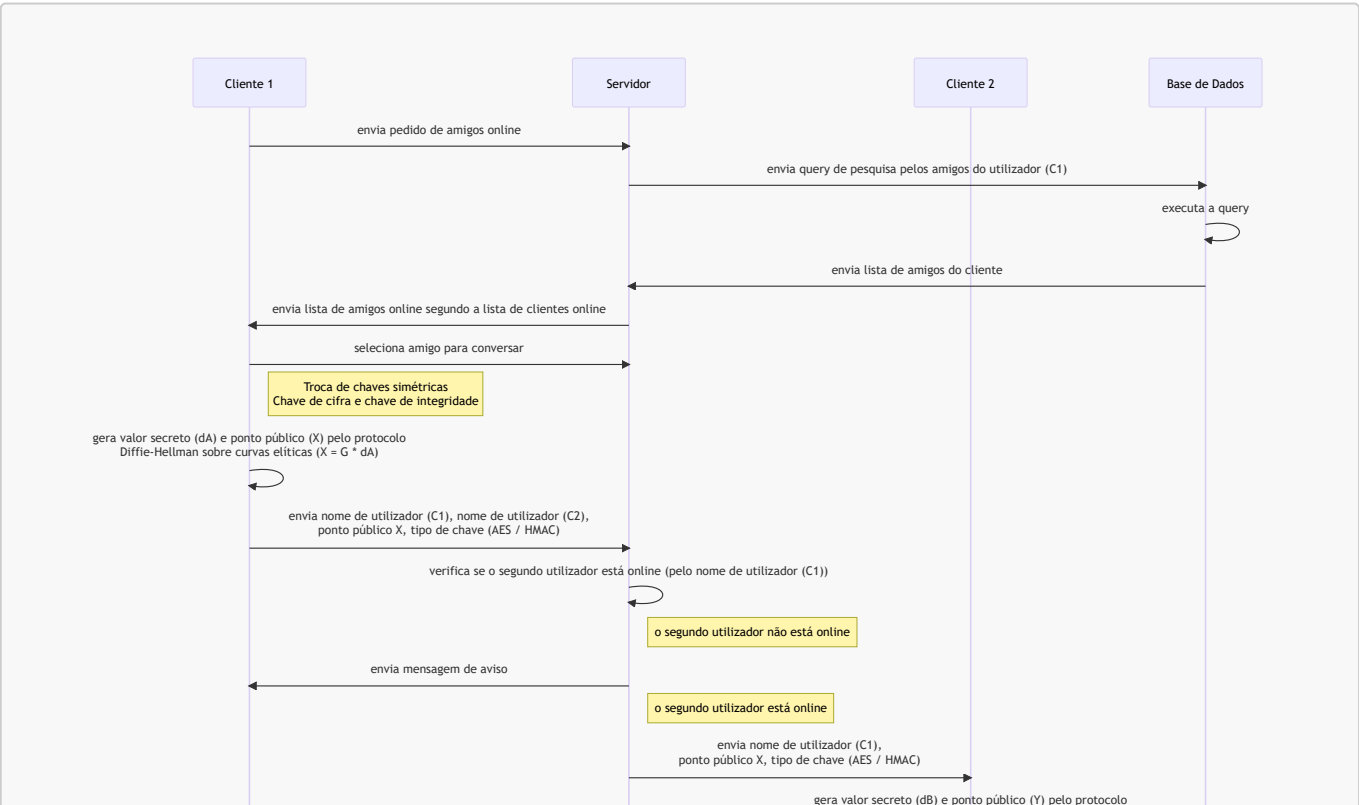 Cliente 1
Servidor
Cliente 2
Base de Dados
envia pedido de amigos online
envia query de pesquisa pelos amigos do utilizador (C1)
executa a query
envia lista de amigos do cliente
envia lista de amigos online segundo a lista de clientes online
seleciona amigo para conversar
Troca de chaves simétricas
Chave de cifra e chave de integridade
gera valor secreto (dA) e ponto público (X) pelo protocolo
Diffie-Hellman sobre curvas elíticas (X = G * dA)
envia nome de utilizador (C1), nome de utilizador (C2),
ponto público X, tipo de chave (AES / HMAC)
verifica se o segundo utilizador está online (pelo nome de utilizador (C1))
o segundo utilizador não está online
envia mensagem de aviso
o segundo utilizador está online
envia nome de utilizador (C1),
ponto público X, tipo de chave (AES / HMAC)
gera valor secreto (dB) e ponto público (Y) pelo protocolo